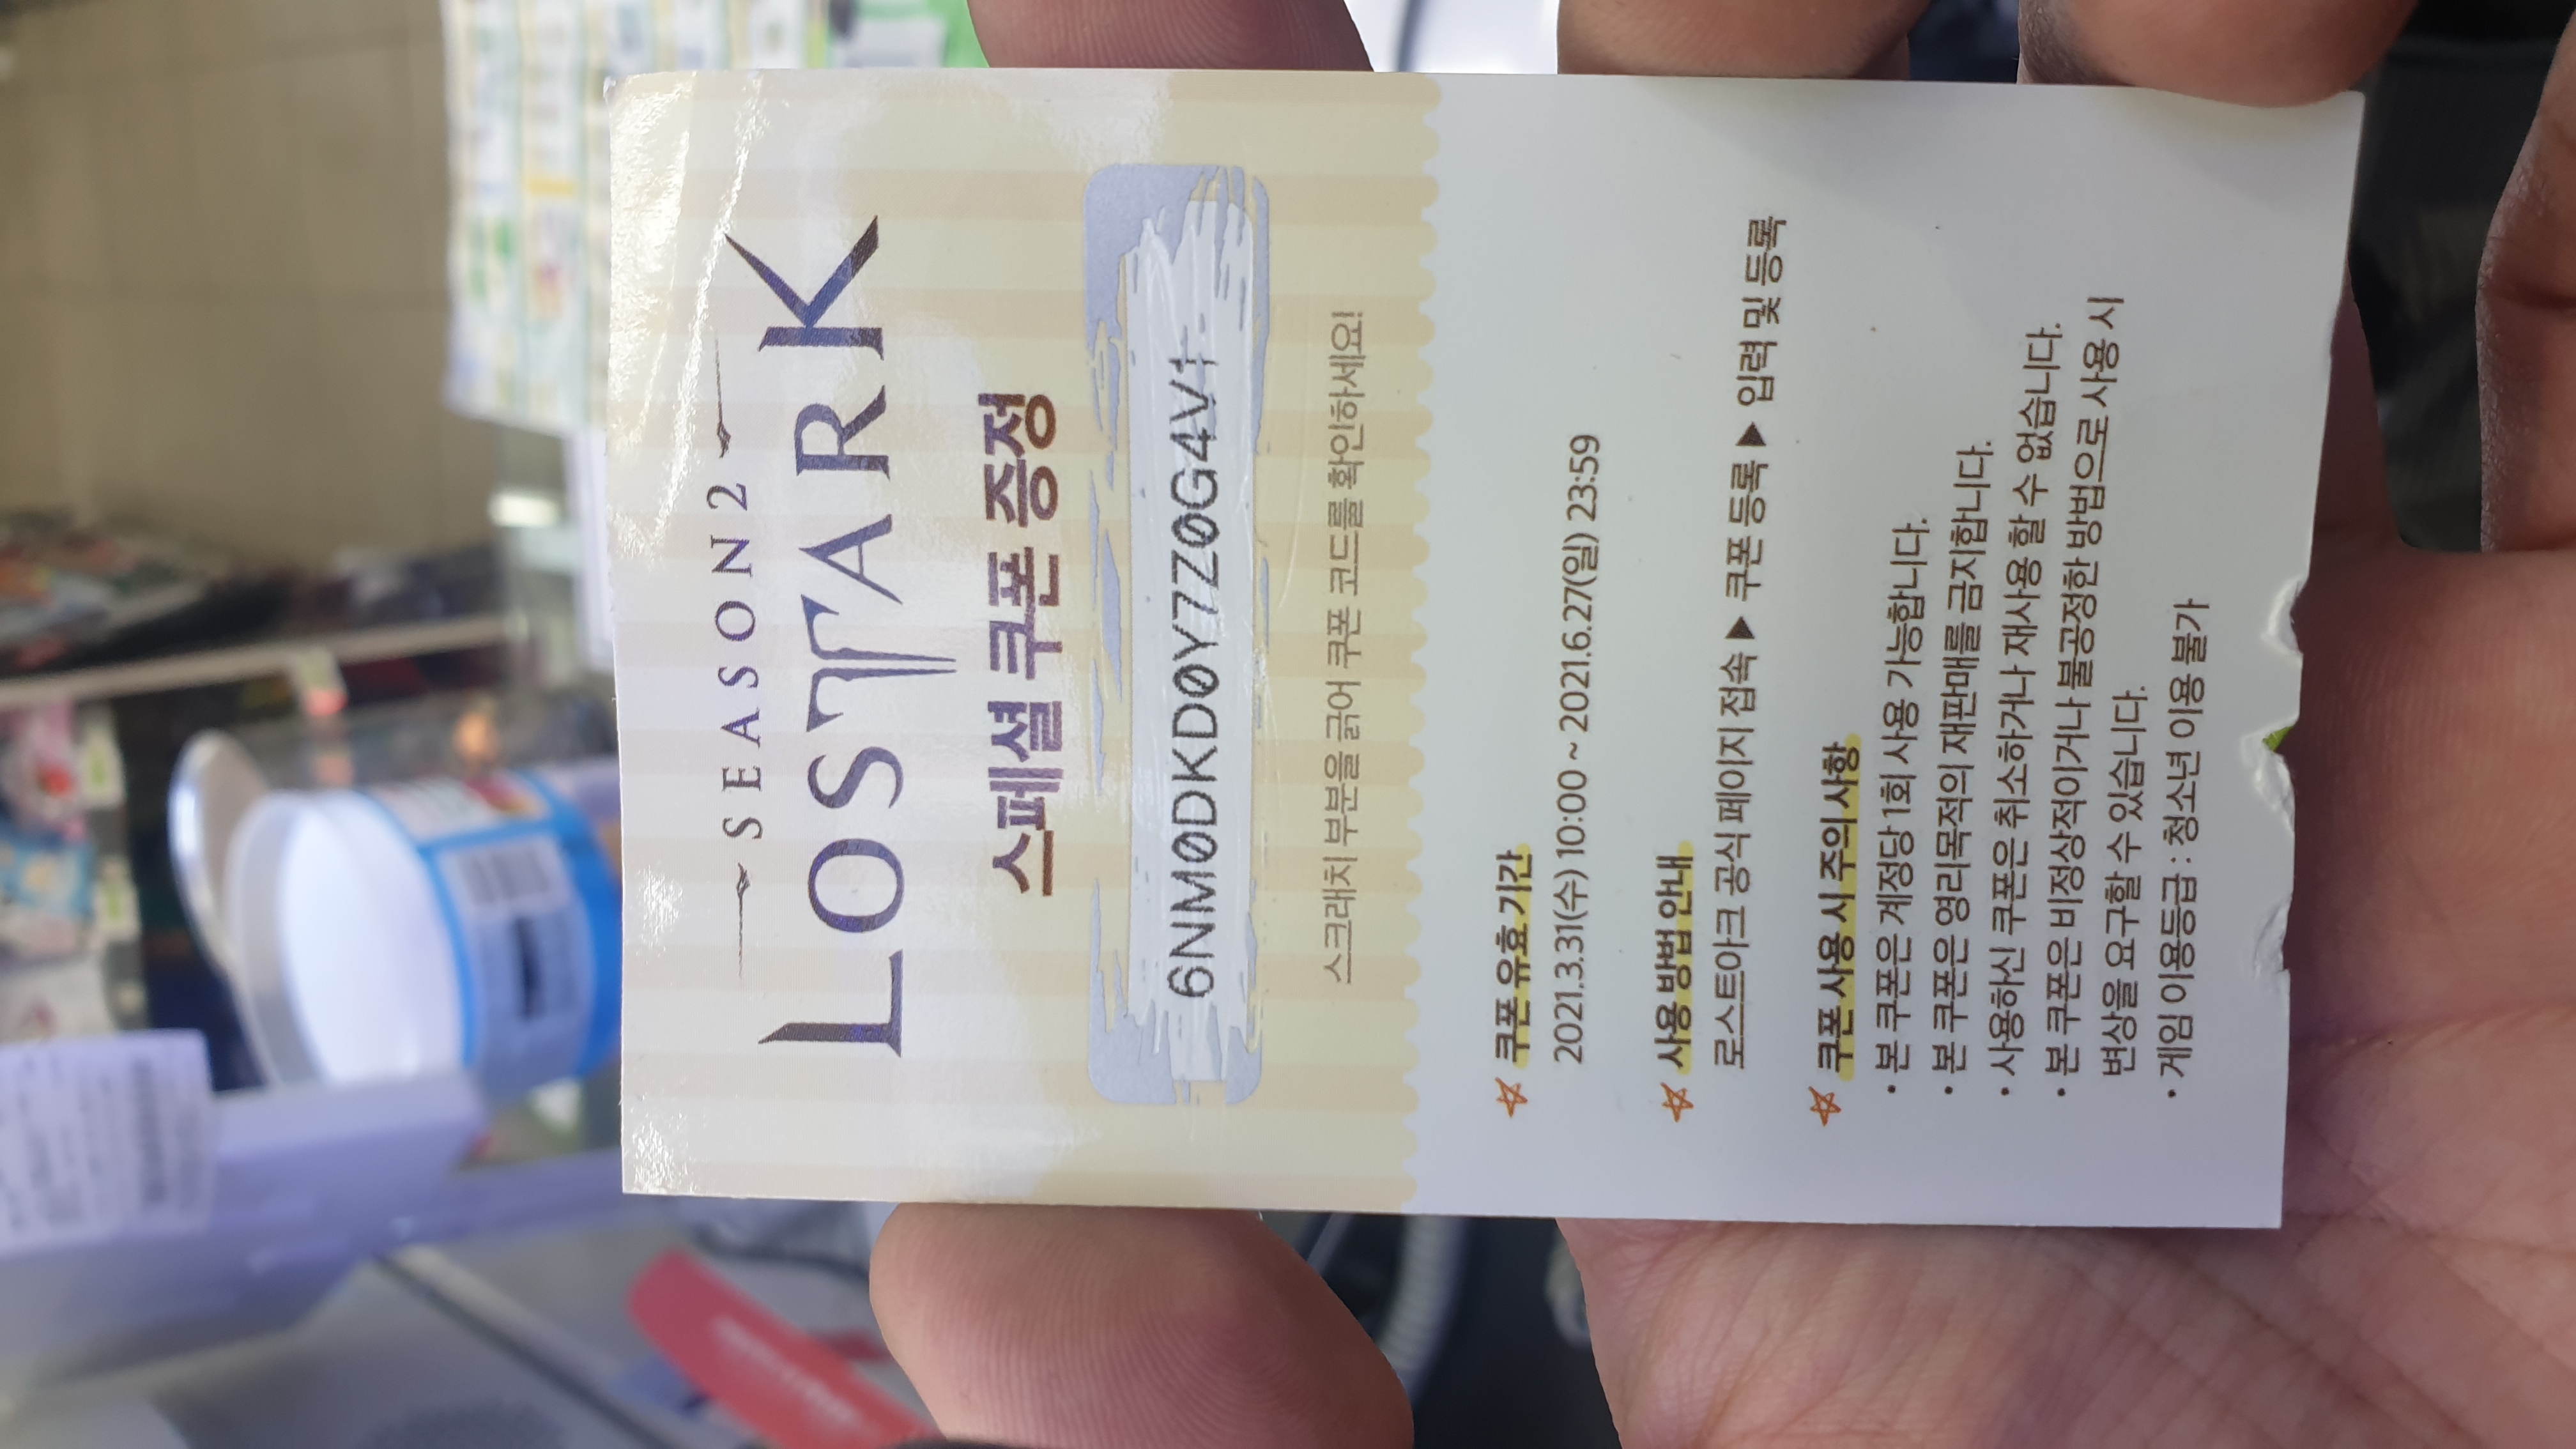 SEASON 2
LOST ARK
스페셜 쿠폰 증정
6NM0DKD0Y7Z0G4V1
스크래치 부분을 긁어 쿠폰 코드를 확인하세요!
쿠폰 유효 기간
2021.3.31(수) 10:00 ~ 2021.6.27(일) 23:59
사용 방법 안내
로스트아크 공식 페이지 접속 ▶ 쿠폰 등록 ▶ 입력 및 등록
쿠폰 사용 시 주의 사항
• 본 쿠폰은 계정당 1회 사용 가능합니다.
• 본 쿠폰은 영리목적의 재판매를 금지합니다.
• 사용하신 쿠폰은 취소하거나 재사용 할 수 없습니다.
• 본 쿠폰은 비정상적이거나 불공정한 방법으로 사용 시
변상을 요구할 수 있습니다.
• 게임 이용등급 : 청소년 이용 불가